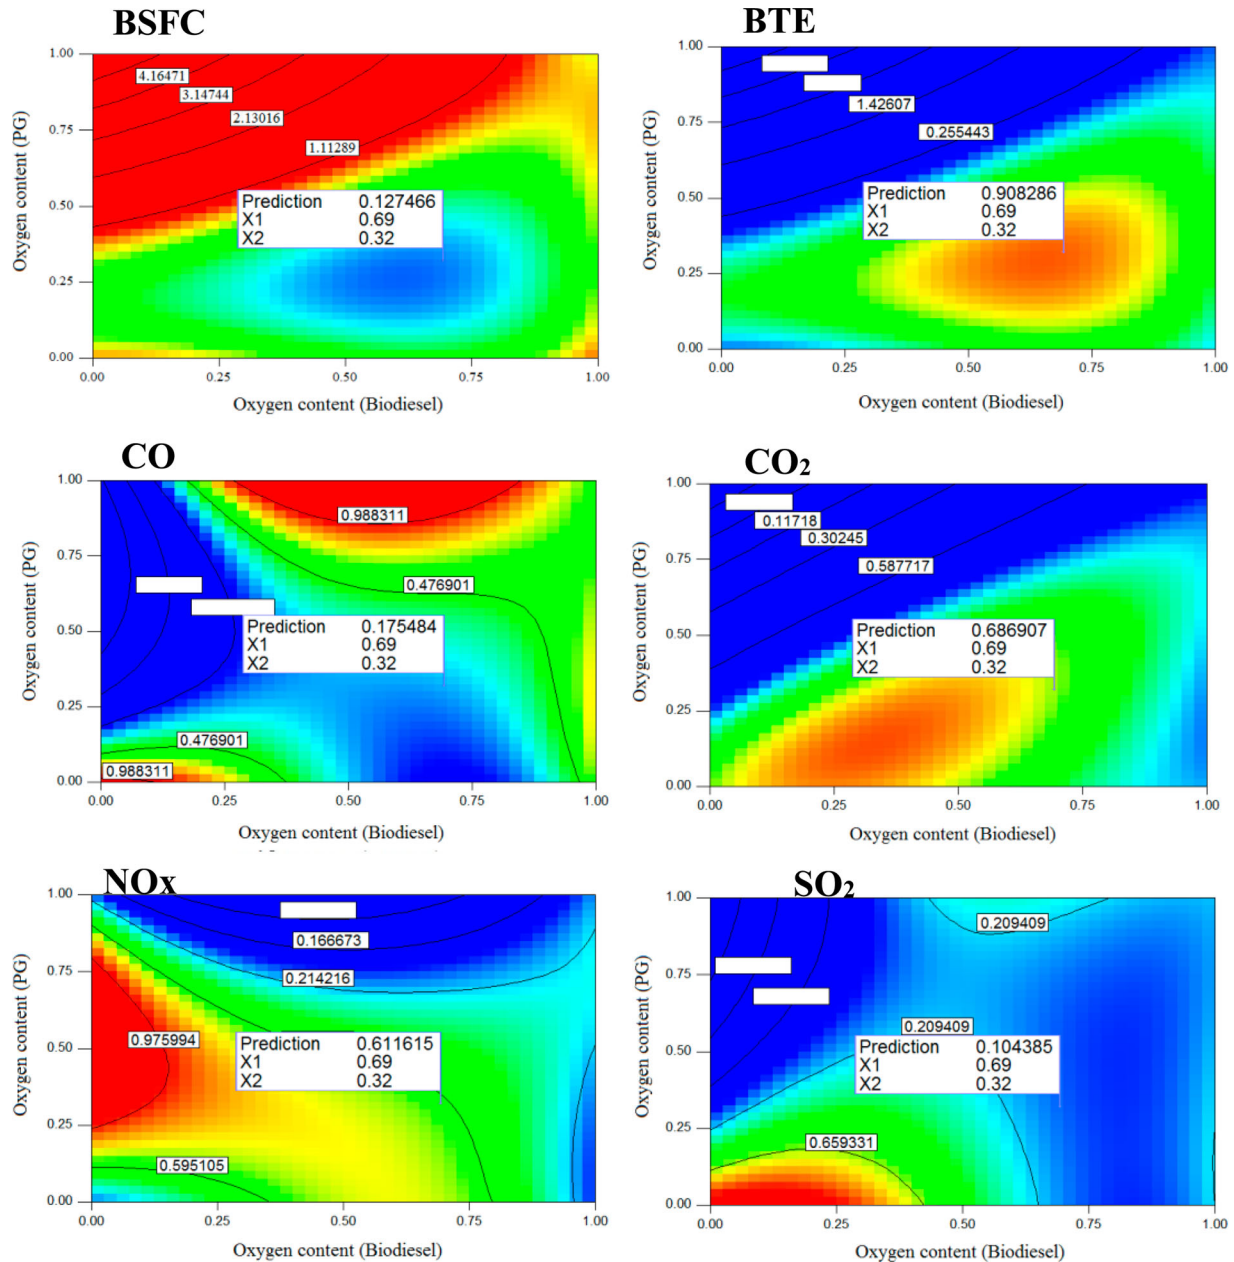 BSFC
1.00
0.75
0.50
0.25
0.00
Oxygen content (PG)
4.16471
3.14744
2.13016
1.11289
Prediction 0.127466
X1 0.69
X2 0.32
0.00 0.25 0.50 0.75 1.00
Oxygen content (Biodiesel)
BTE
1.00
0.75
0.50
0.25
0.00
Oxygen content (PG)
1.42607
0.255443
Prediction 0.908286
X1 0.69
X2 0.32
0.00 0.25 0.50 0.75 1.00
Oxygen content (Biodiesel)
CO
1.00
0.75
0.50
0.25
0.00
Oxygen content (PG)
0.988311
0.476901
Prediction 0.175484
X1 0.69
X2 0.32
0.476901
0.988311
0.00 0.25 0.50 0.75 1.00
Oxygen content (Biodiesel)
CO₂
1.00
0.75
0.50
0.25
0.00
Oxygen content (PG)
0.11718
0.30245
0.587717
Prediction 0.686907
X1 0.69
X2 0.32
0.00 0.25 0.50 0.75 1.00
Oxygen content (Biodiesel)
NOx
1.00
0.75
0.50
0.25
0.00
Oxygen content (PG)
0.166673
0.214216
0.975994
Prediction 0.611615
X1 0.69
X2 0.32
0.595105
0.00 0.25 0.50 0.75 1.00
Oxygen content (Biodiesel)
SO₂
1.00
0.75
0.50
0.25
0.00
Oxygen content (PG)
0.209409
0.209409
Prediction 0.104385
X1 0.69
X2 0.32
0.659331
0.00 0.25 0.50 0.75 1.00
Oxygen content (Biodiesel)